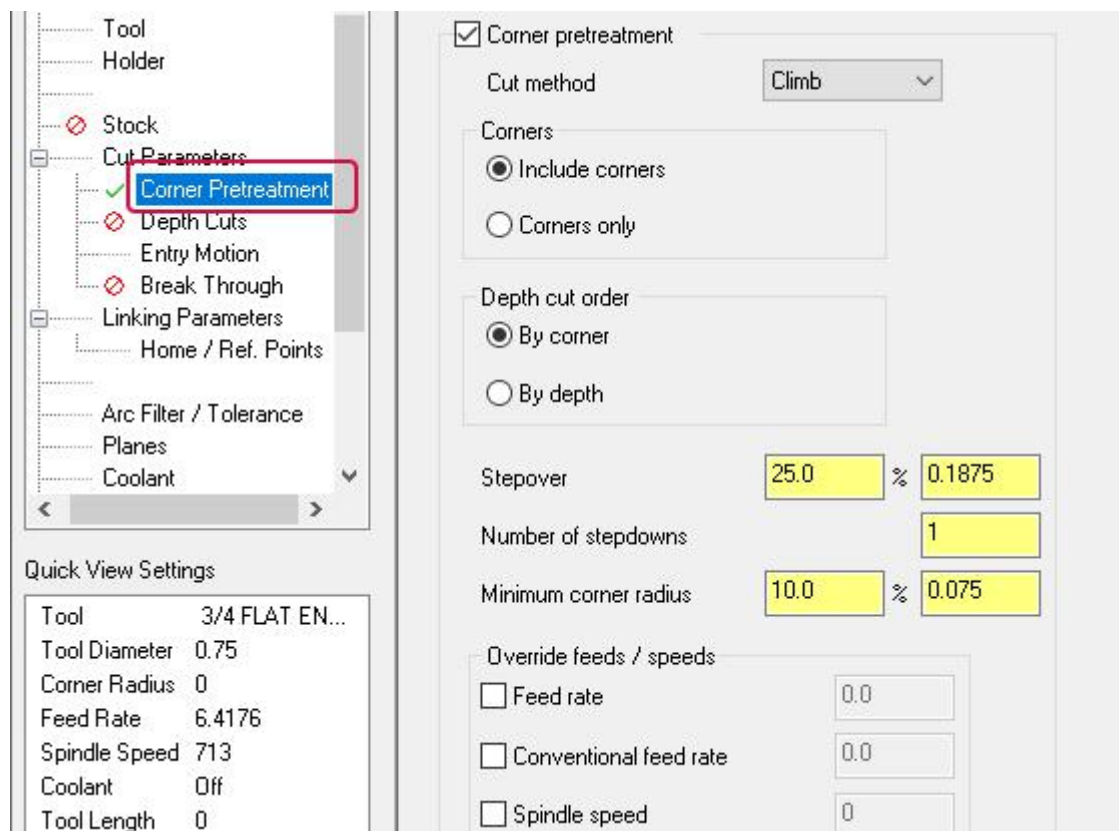 Tool
Holder
Stock
Cut Parameters
Corner Pretreatment
Depth Cuts
Entry Motion
Break Through
Linking Parameters
Home / Ref. Points
Arc Filter / Tolerance
Planes
Coolant
Quick View Settings
Tool 3/4 FLAT EN...
Tool Diameter 0.75
Corner Radius 0
Feed Rate 6.4176
Spindle Speed 713
Coolant Off
Tool Length 0
Corner pretreatment
Cut method Climb
Corners
Include corners
Corners only
Depth cut order
By corner
By depth
Stepover 25.0 % 0.1875
Number of stepdowns 1
Minimum corner radius 10.0 % 0.075
Override feeds / speeds
Feed rate 0.0
Conventional feed rate 0.0
Spindle speed 0